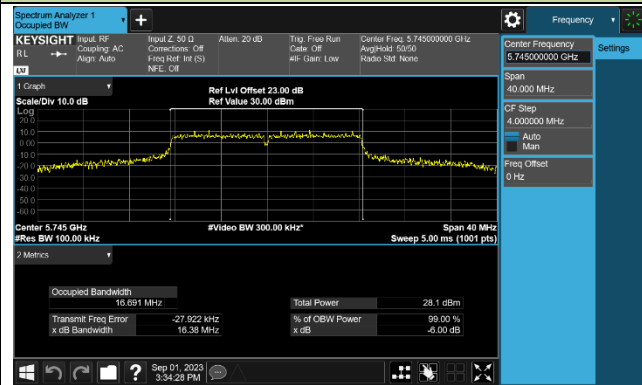 Spectrum Analyzer 1
Occupied BW
Frequency
KEYSIGHT
RL
LXI
Input: RF
Coupling: AC
Align: Auto
Input Z: 50 Ω
Corrections: Off
Freq Ref: Int (S)
NFE: Off
Atten: 20 dB
Trig: Free Run
Gate: Off
#IF Gain: Low
Center Freq: 5.745000000 GHz
Avg|Hold: 50/50
Radio Std: None
Center Frequency
5.745000000 GHz
Settings
Span
40.000 MHz
CF Step
4.000000 MHz
Auto
Man
Freq Offset
0 Hz
1 Graph
Scale/Div 10.0 dB
Ref Lvl Offset 23.00 dB
Ref Value 30.00 dBm
Log
20.0
10.0
0.00
-10.0
-20.0
-30.0
-40.0
-50.0
-60.0
Center 5.745 GHz
#Video BW 300.00 kHz*
Span 40 MHz
#Res BW 100.00 kHz
Sweep 5.00 ms (1001 pts)
2 Metrics
Occupied Bandwidth
16.691 MHz
Total Power 28.1 dBm
Transmit Freq Error -27.922 kHz
% of OBW Power 99.00 %
x dB Bandwidth 16.38 MHz
x dB -6.00 dB
Sep 01, 2023
3:34:28 PM